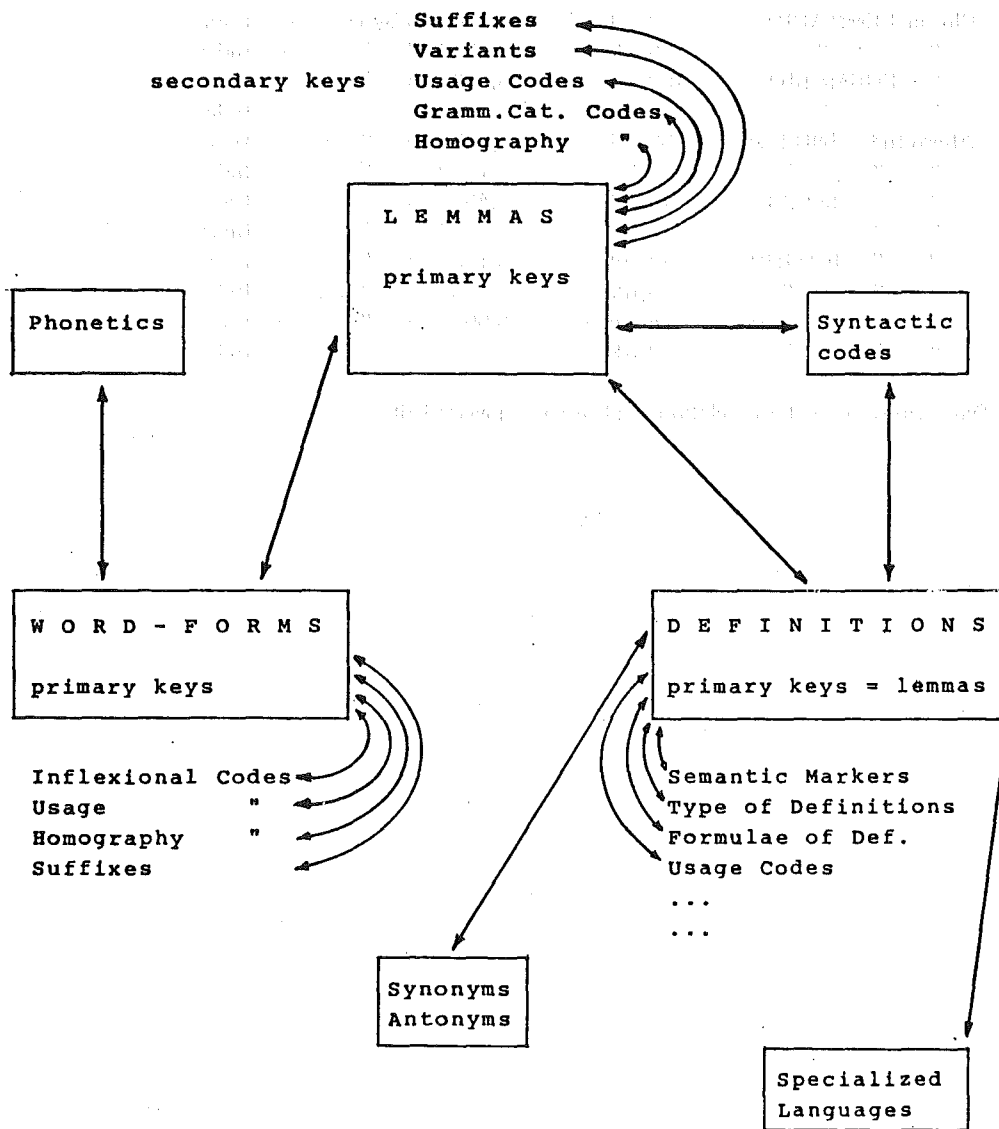 Suffixes
Variants
secondary keys Usage Codes
Gramm.Cat. Codes
Homography "
L E M M A S
primary keys
Phonetics
Syntactic
codes
W O R D - F O R M S
primary keys
D E F I N I T I O N S
primary keys = lemmas
Inflexional Codes
Usage "
Homography "
Suffixes
Semantic Markers
Type of Definitions
Formulae of Def.
Usage Codes
...
...
Synonyms
Antonyms
Specialized
Languages